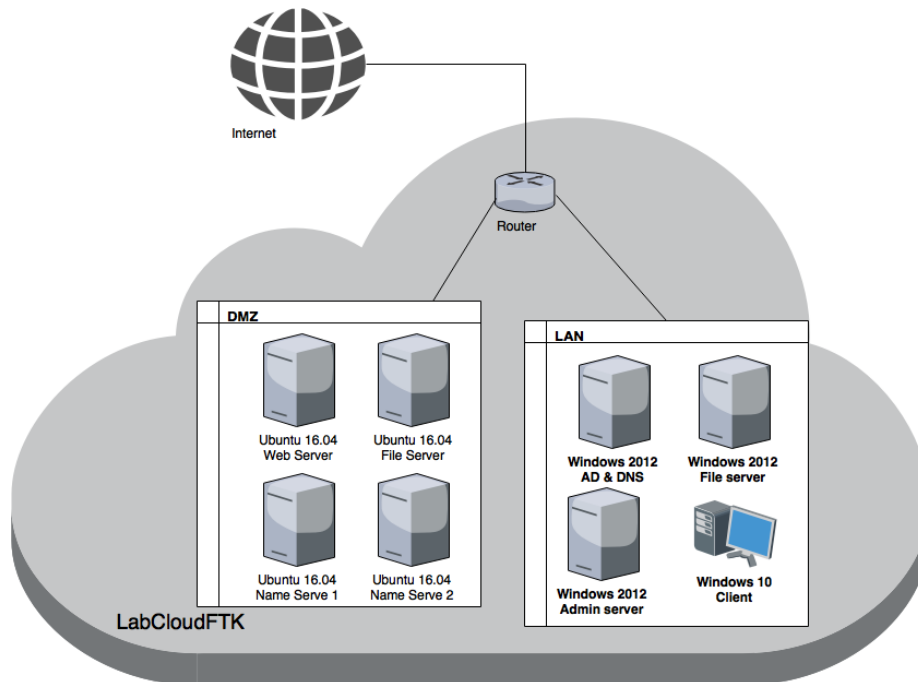 Internet
Router
DMZ
Ubuntu 16.04
Web Server
Ubuntu 16.04
File Server
Ubuntu 16.04
Name Serve 1
Ubuntu 16.04
Name Serve 2
LAN
Windows 2012
AD & DNS
Windows 2012
File server
Windows 2012
Admin server
Windows 10
Client
LabCloudFTK